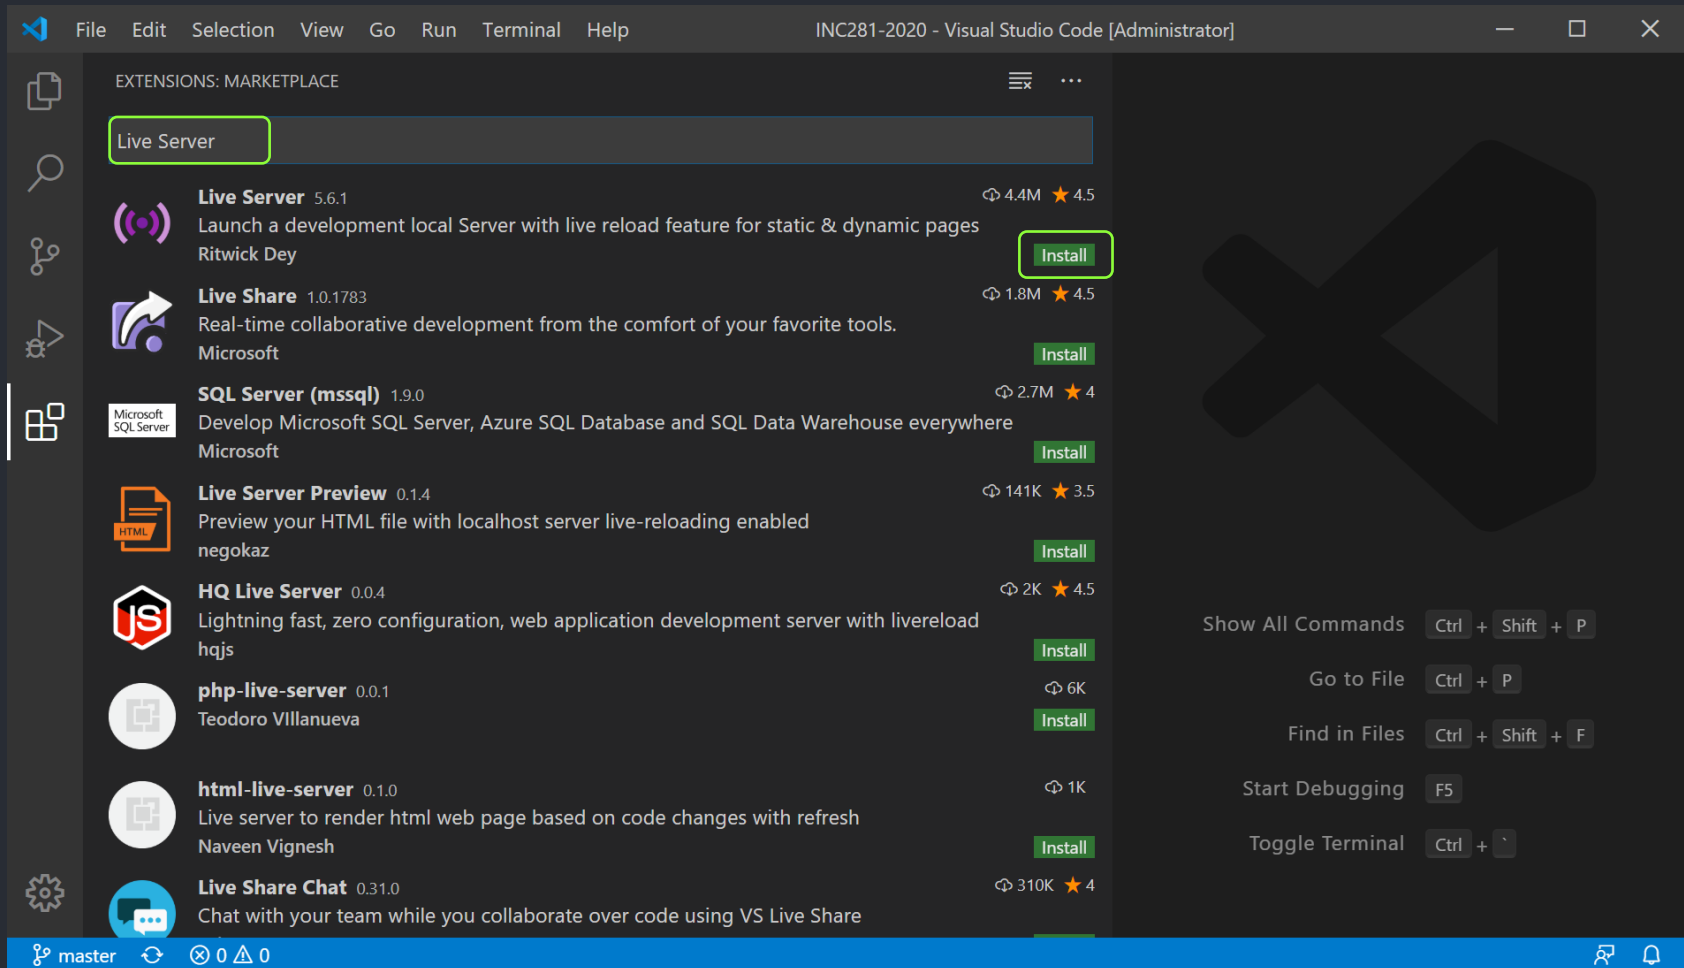 File Edit Selection View Go Run Terminal Help INC281-2020 - Visual Studio Code [Administrator]
EXTENSIONS: MARKETPLACE
Live Server
Live Server 5.6.1 4.4M 4.5
Launch a development local Server with live reload feature for static & dynamic pages
Ritwick Dey Install
Live Share 1.0.1783 1.8M 4.5
Real-time collaborative development from the comfort of your favorite tools.
Microsoft Install
Microsoft SQL Server
SQL Server (mssql) 1.9.0 2.7M 4
Develop Microsoft SQL Server, Azure SQL Database and SQL Data Warehouse everywhere
Microsoft Install
HTML
Live Server Preview 0.1.4 141K 3.5
Preview your HTML file with localhost server live-reloading enabled
negokaz Install
JS
HQ Live Server 0.0.4 2K 4.5
Lightning fast, zero configuration, web application development server with livereload
hqjs Install
php-live-server 0.0.1 6K
Teodoro VIllanueva Install
html-live-server 0.1.0 1K
Live server to render html web page based on code changes with refresh
Naveen Vignesh Install
Live Share Chat 0.31.0 310K 4
Chat with your team while you collaborate over code using VS Live Share
Show All Commands Ctrl + Shift + P
Go to File Ctrl + P
Find in Files Ctrl + Shift + F
Start Debugging F5
Toggle Terminal Ctrl + `
master 0 0